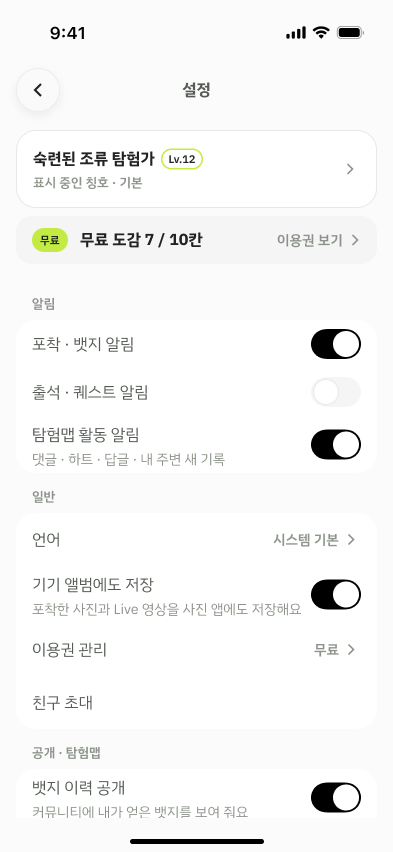 9:41
설정
숙련된 조류 탐험가 Lv.12
표시 중인 칭호 · 기본
무료 무료 도감 7 / 10칸 이용권 보기
알림
포착 · 뱃지 알림
출석 · 퀘스트 알림
탐험맵 활동 알림
댓글 · 하트 · 답글 · 내 주변 새 기록
일반
언어 시스템 기본
기기 앨범에도 저장
포착한 사진과 Live 영상을 사진 앱에도 저장해요
이용권 관리 무료
친구 초대
공개 · 탐험맵
뱃지 이력 공개
커뮤니티에 내가 얻은 뱃지를 보여 줘요